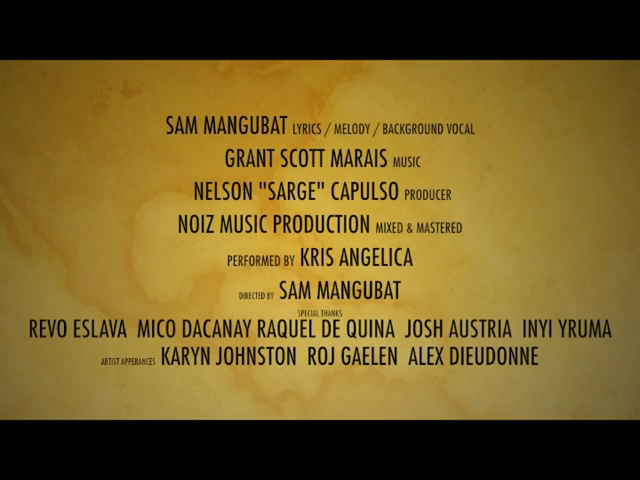 SAM MANGUBAT LYRICS / MELODY / BACKGROUND VOCAL
GRANT SCOTT MARAIS MUSIC
NELSON "SARGE" CAPULSO PRODUCER
NOIZ MUSIC PRODUCTION MIXED & MASTERED
PERFORMED BY KRIS ANGELICA
DIRECTED BY SAM MANGUBAT
SPECIAL THANKS
REVO ESLAVA MICO DACANAY RAQUEL DE QUINA JOSH AUSTRIA INYI YRUMA
ARTIST APPERANCES KARYN JOHNSTON ROJ GAELEN ALEX DIEUDONNE